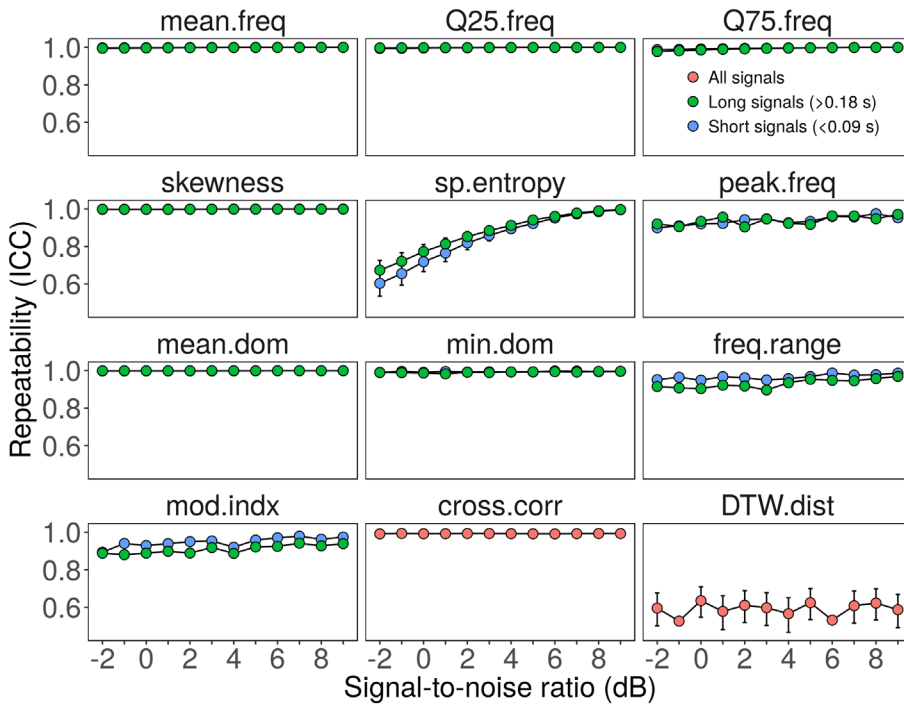 mean.freq Q25.freq Q75.freq
1.0
0.8
0.6
All signals
Long signals (>0.18 s)
Short signals (<0.09 s)
skewness sp.entropy peak.freq
1.0
0.8
0.6
Repeatability (ICC)
mean.dom min.dom freq.range
1.0
0.8
0.6
mod.indx cross.corr DTW.dist
1.0
0.8
0.6
-2 0 2 4 6 8 -2 0 2 4 6 8 -2 0 2 4 6 8
Signal-to-noise ratio (dB)